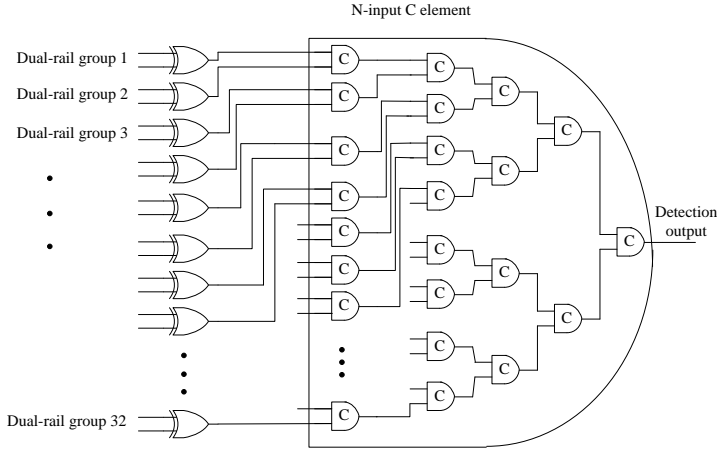 N-input C element
Dual-rail group 1
C
C
Dual-rail group 2
C
C
C
Dual-rail group 3
C
C
C
C
C
C
C
Detection
output
C
C
C
C
C
C
C
C
C
C
C
Dual-rail group 32
C